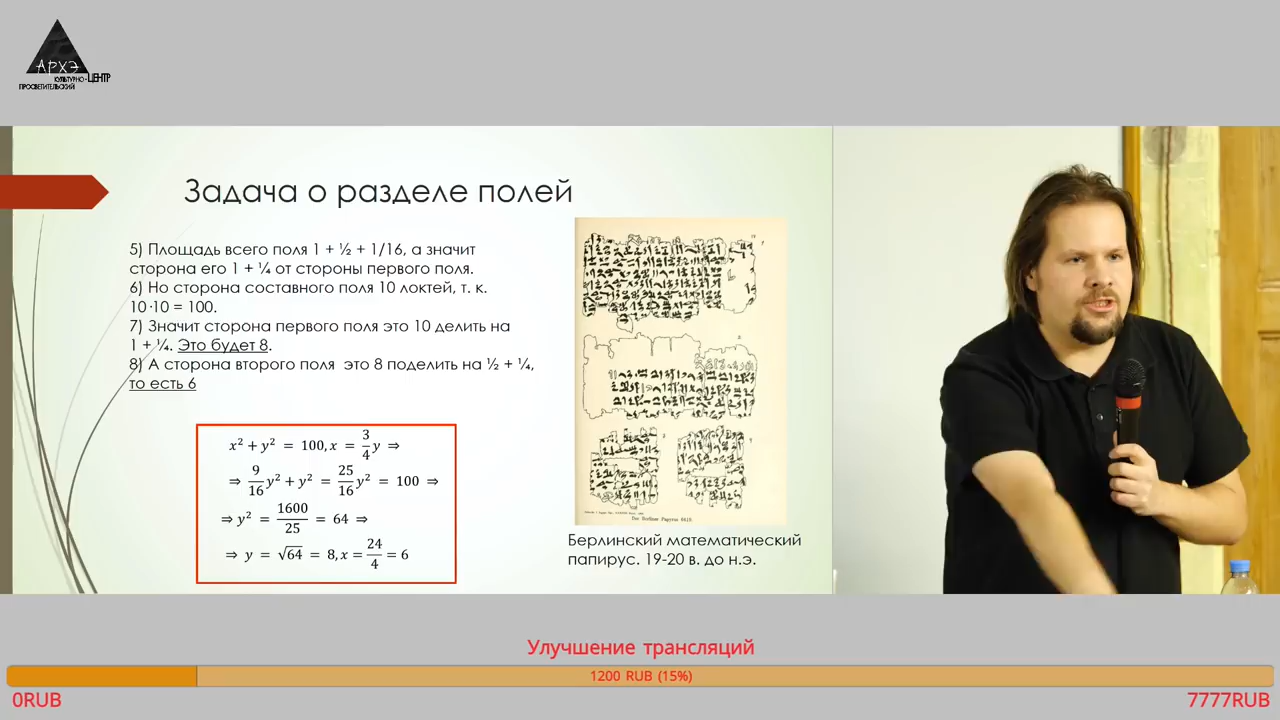 АРХЭ
КУЛЬТУРНО-ЦЕНТР
ПРОСВЕТИТЕЛЬСКИЙ
Задача о разделе полей
5) Площадь всего поля 1 + ½ + 1/16, а значит
сторона его 1 + ¼ от стороны первого поля.
6) Но сторона составного поля 10 локтей, т. к.
10·10 = 100.
7) Значит сторона первого поля это 10 делить на
1 + ¼. Это будет 8.
8) А сторона второго поля это 8 поделить на ½ + ¼,
то есть 6
x² + y² = 100, x = 3/4 y ⇒
⇒ 9/16 y² + y² = 25/16 y² = 100 ⇒
⇒ y² = 1600/25 = 64 ⇒
⇒ y = √64 = 8, x = 24/4 = 6
Der Berliner Papyrus 6619.
Берлинский математический
папирус. 19-20 в. до н.э.
Улучшение трансляций
1200 RUB (15%)
0RUB
7777RUB